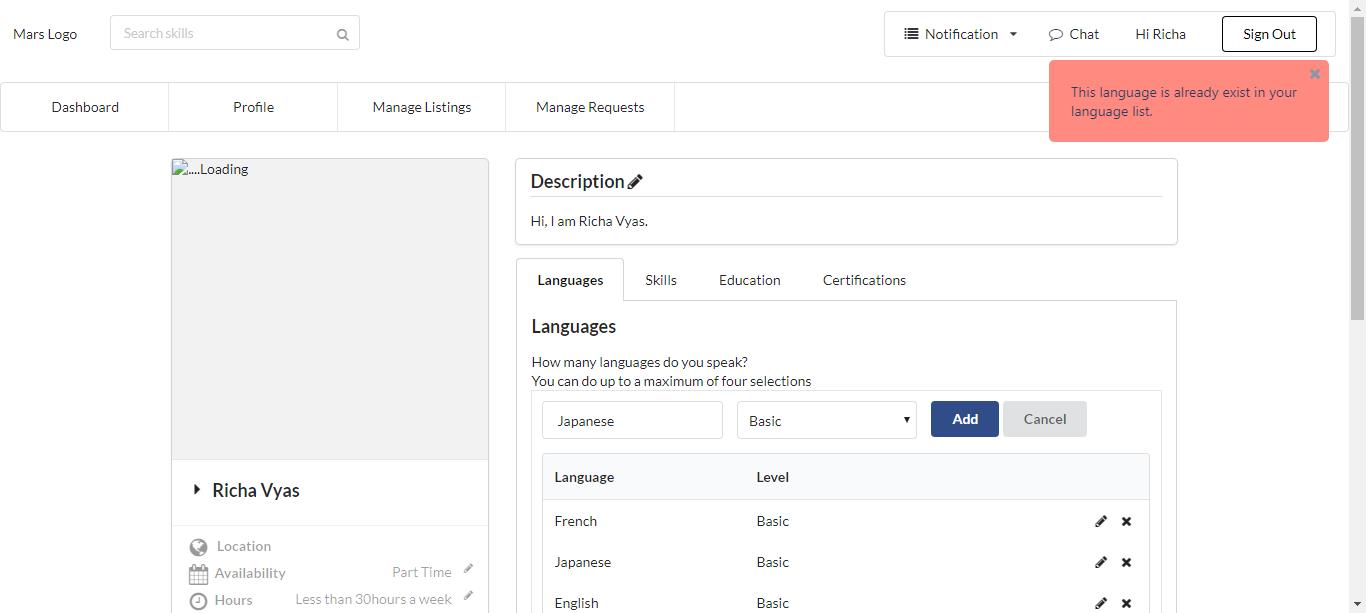 Mars Logo
Search skills
Notification
Chat
Hi Richa
Sign Out
This language is already exist in your
language list.
Dashboard
Profile
Manage Listings
Manage Requests
....Loading
Description
Hi, I am Richa Vyas.
Languages
Skills
Education
Certifications
Languages
How many languages do you speak?
You can do up to a maximum of four selections
Japanese
Basic
Add
Cancel
Language
Level
French
Basic
Japanese
Basic
English
Basic
Richa Vyas
Location
Availability
Part Time
Hours
Less than 30hours a week